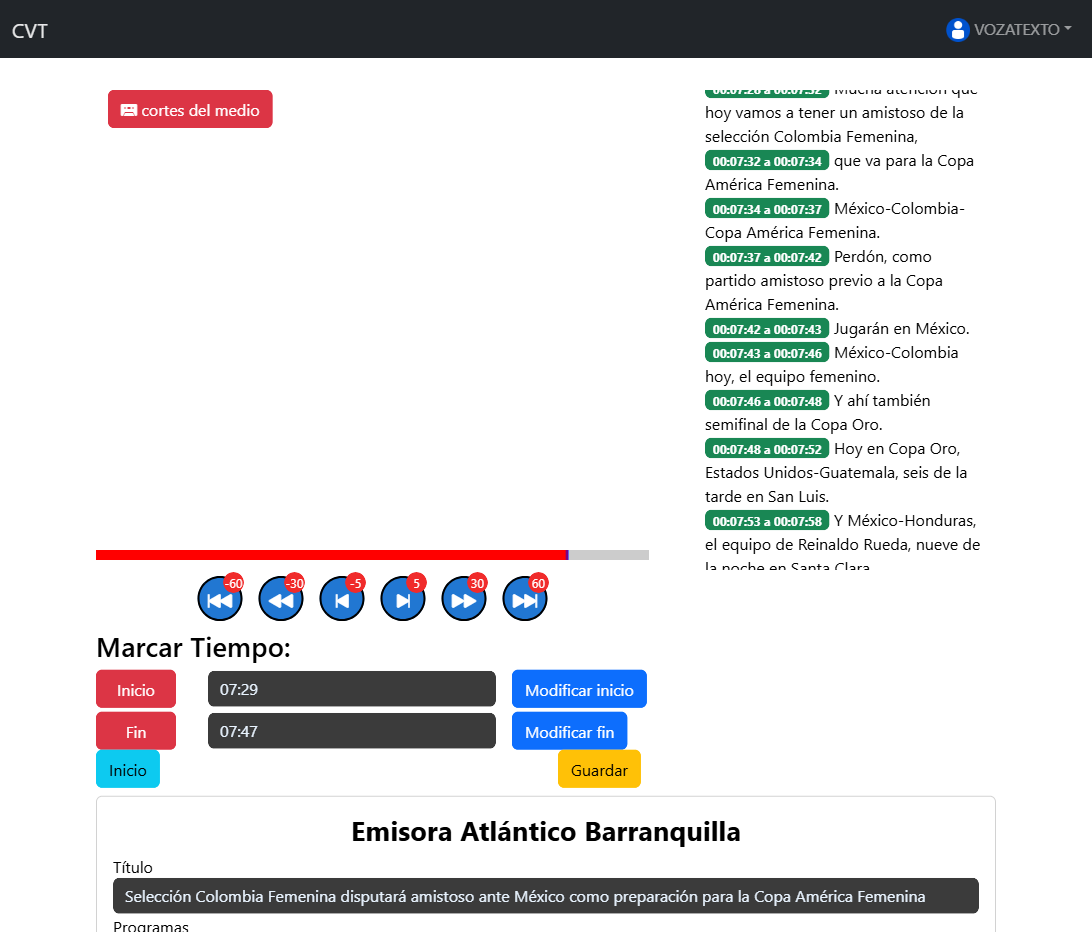 CVT
VOZATEXTO
cortes del medio
00:07:28 a 00:07:32 Mucha atención que
hoy vamos a tener un amistoso de la
selección Colombia Femenina,
00:07:32 a 00:07:34 que va para la Copa
América Femenina.
00:07:34 a 00:07:37 México-Colombia-
Copa América Femenina.
00:07:37 a 00:07:42 Perdón, como
partido amistoso previo a la Copa
América Femenina.
00:07:42 a 00:07:43 Jugarán en México.
00:07:43 a 00:07:46 México-Colombia
hoy, el equipo femenino.
00:07:46 a 00:07:48 Y ahí también
semifinal de la Copa Oro.
00:07:48 a 00:07:52 Hoy en Copa Oro,
Estados Unidos-Guatemala, seis de la
tarde en San Luis.
00:07:53 a 00:07:58 Y México-Honduras,
el equipo de Reinaldo Rueda, nueve de
la noche en Santa Clara
-60 -30 -5 5 30 60
Marcar Tiempo:
Inicio 07:29 Modificar inicio
Fin 07:47 Modificar fin
Inicio Guardar
Emisora Atlántico Barranquilla
Título
Selección Colombia Femenina disputará amistoso ante México como preparación para la Copa América Femenina
Programas